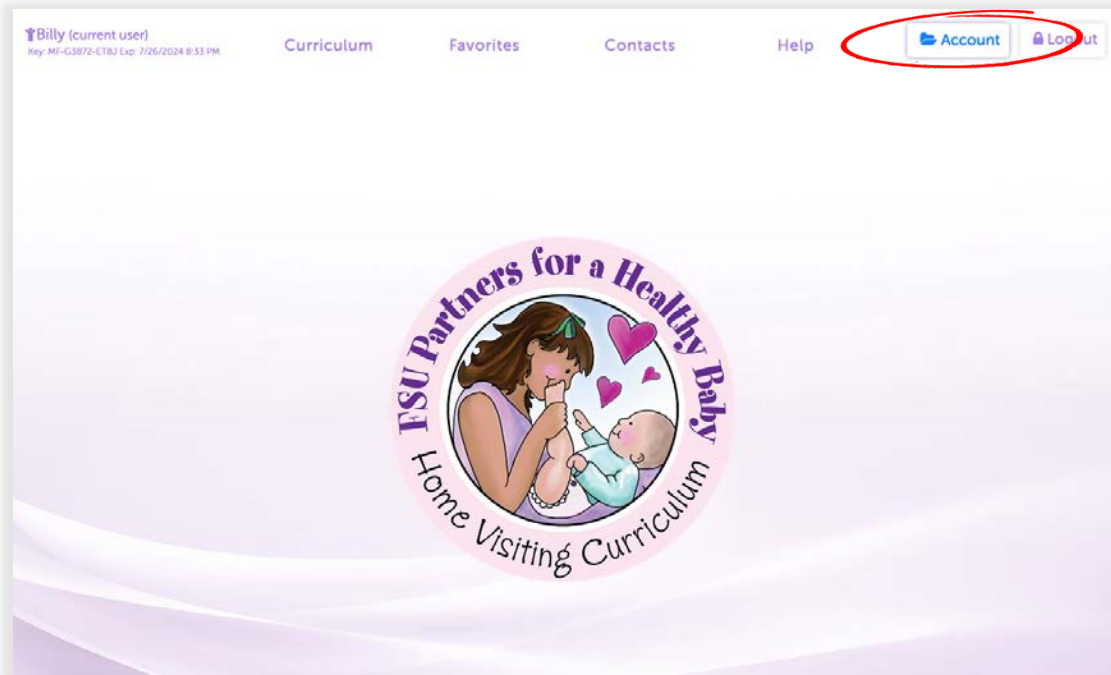 Billy (current user)
Key: MF-G3872-ET8J Exp: 7/26/2024 8:33 PM
Curriculum
Favorites
Contacts
Help
Account
Logout
FSU Partners for a Healthy Baby
Home Visiting Curriculum